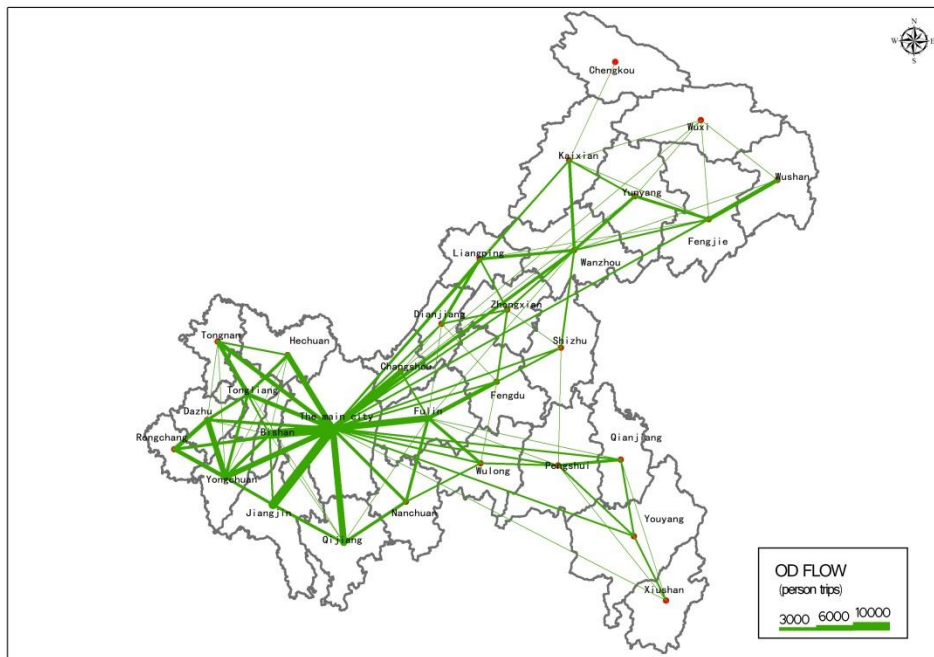 N
W E
S
Chengkou
Wuxi
Kaixian
Wushan
Yunyang
Fengjie
Liangping
Wanzhou
Zhongxian
Dianjiang
Tongnan
Hechuan
Shizhu
Changshou
Tongliang
Fengdu
Dazhu
The main city
Fulin
Rongchang
Bishan
Qianjiang
Wulong
Pengshui
Yongchuan
Jiangjin
Nanchuan
Youyang
Qijiang
Xiushan
OD FLOW
(person trips)
3000 6000 10000